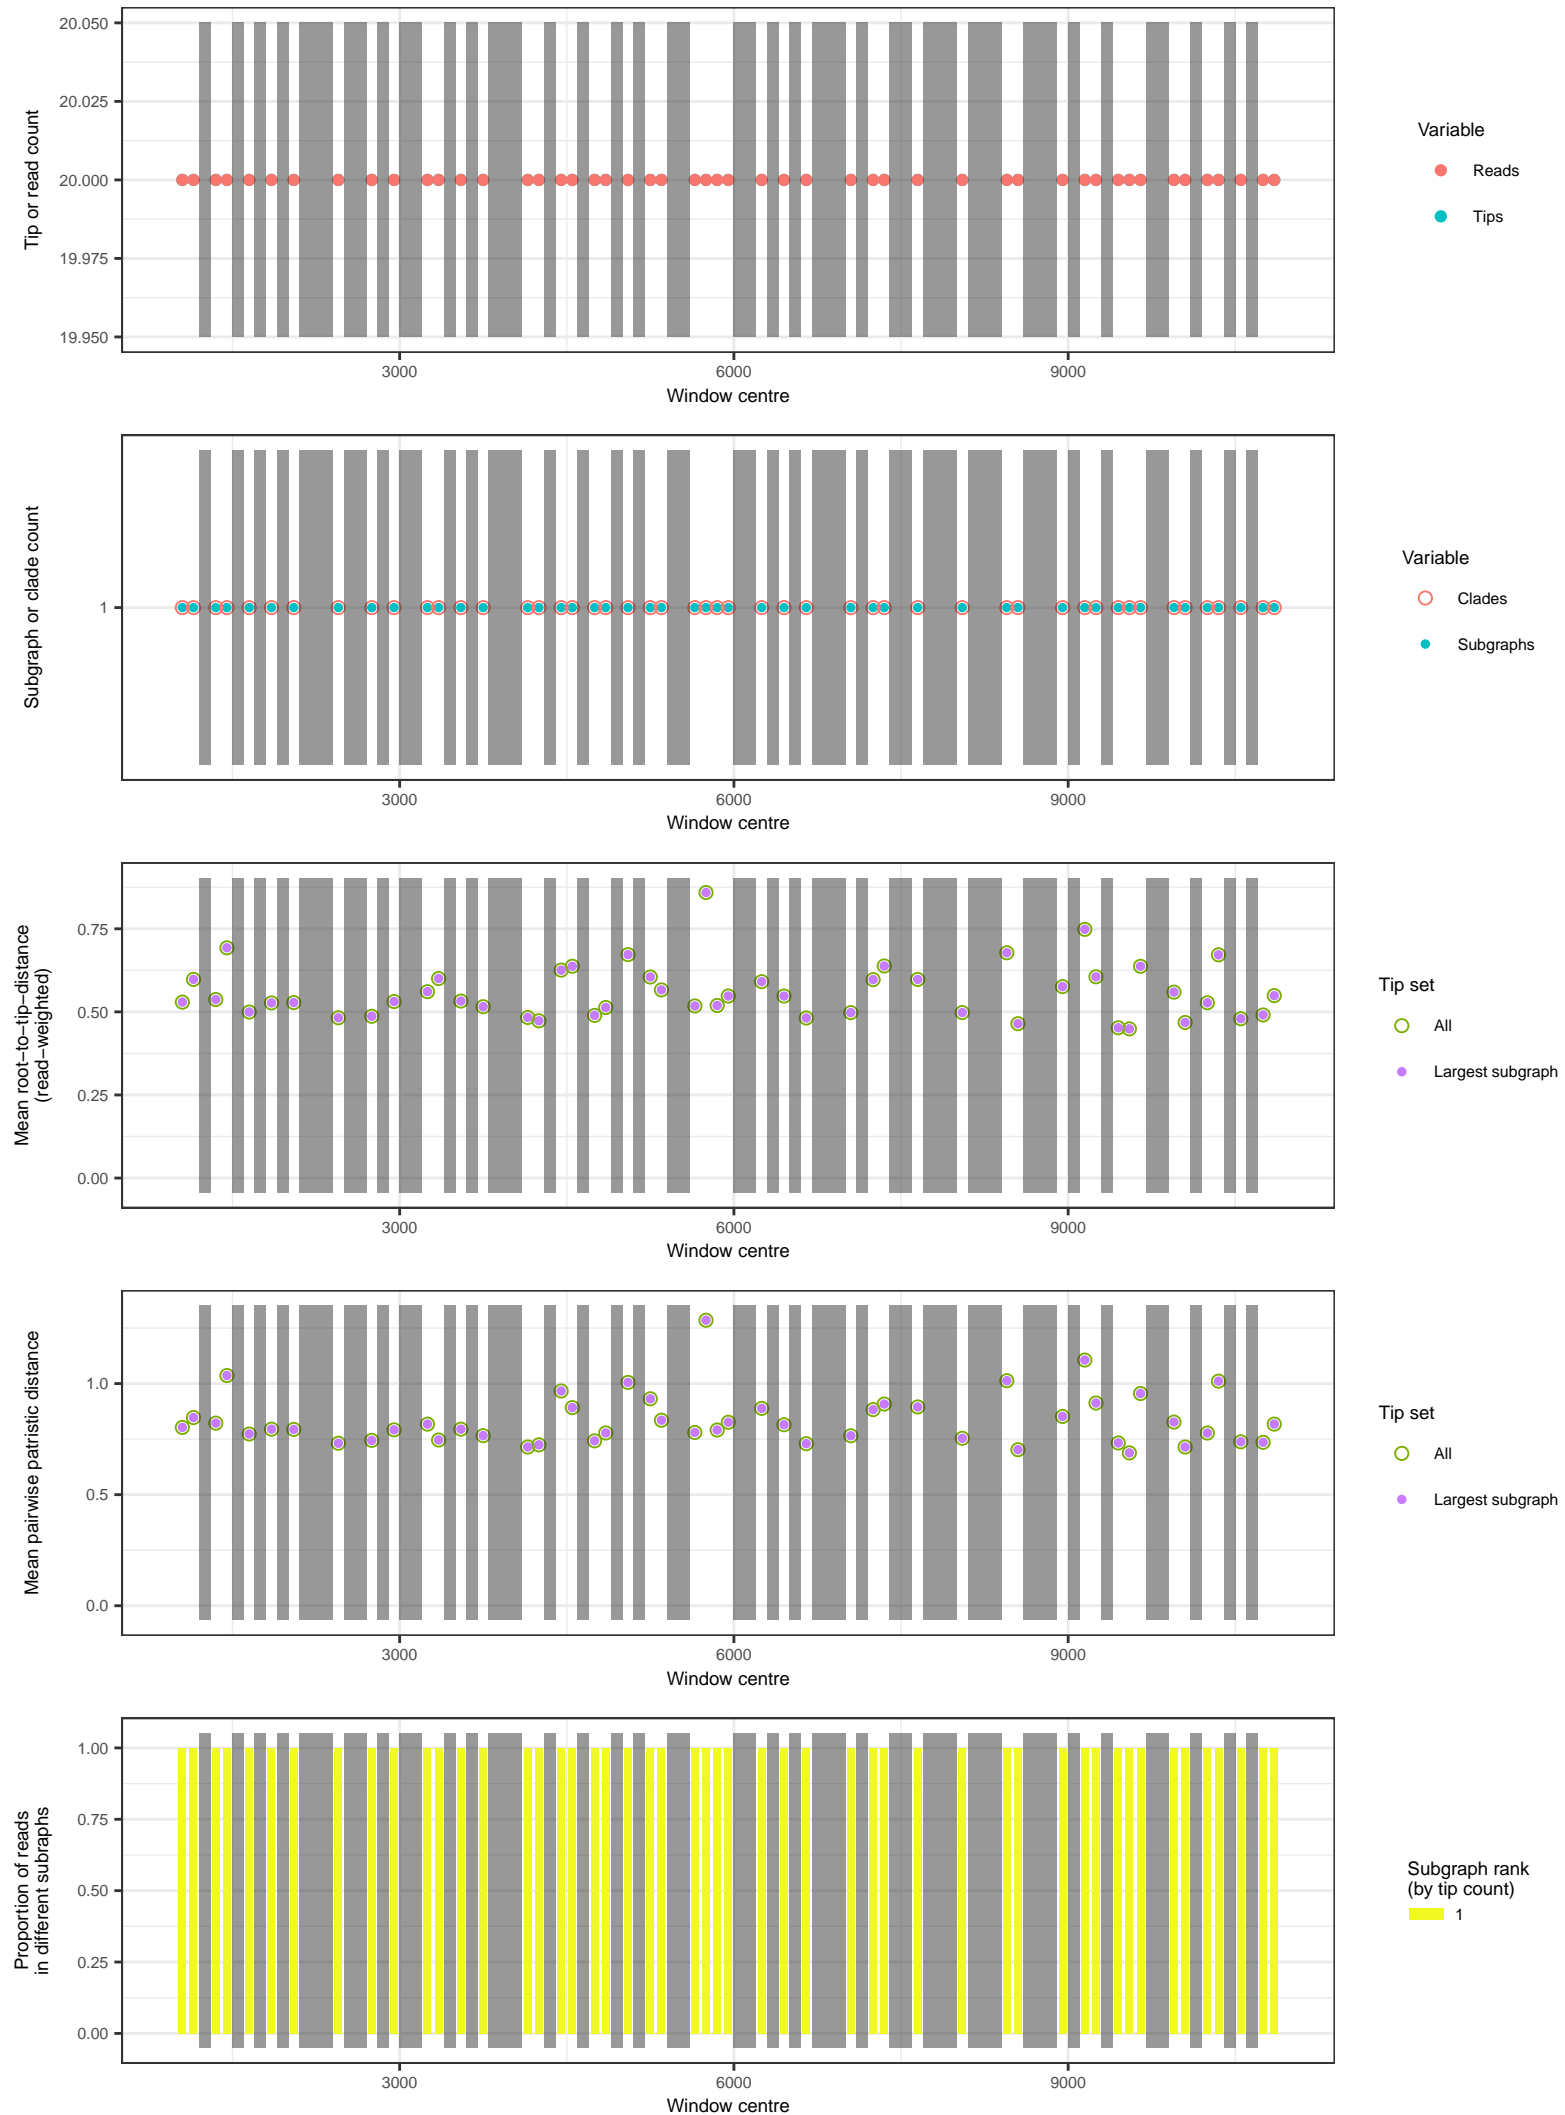 20.050
20.025
20.000
19.975
19.950
Tip or read count
3000
6000
9000
Window centre
Variable
Reads
Tips
1
Subgraph or clade count
3000
6000
9000
Window centre
Variable
Clades
Subgraphs
0.75
0.50
0.25
0.00
Mean root−to−tip−distance
(read−weighted)
3000
6000
9000
Window centre
Tip set
All
Largest subgraph
1.0
0.5
0.0
Mean pairwise patristic distance
3000
6000
9000
Window centre
Tip set
All
Largest subgraph
1.00
0.75
0.50
0.25
0.00
Proportion of reads
in different subraphs
3000
6000
9000
Window centre
Subgraph rank
(by tip count)
1